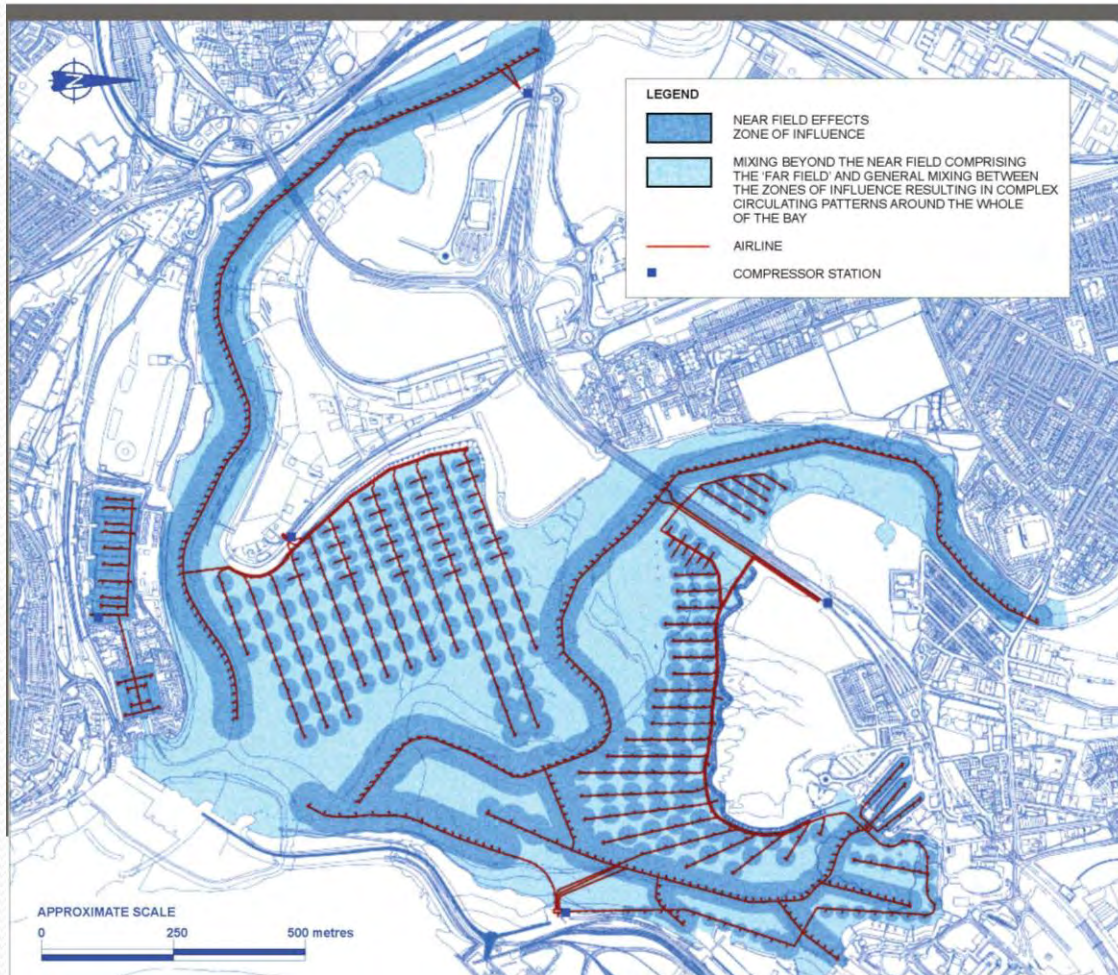 N
LEGEND
NEAR FIELD EFFECTS
ZONE OF INFLUENCE
MIXING BEYOND THE NEAR FIELD COMPRISING
THE 'FAR FIELD' AND GENERAL MIXING BETWEEN
THE ZONES OF INFLUENCE RESULTING IN COMPLEX
CIRCULATING PATTERNS AROUND THE WHOLE
OF THE BAY
AIRLINE
COMPRESSOR STATION
APPROXIMATE SCALE
0 250 500 metres